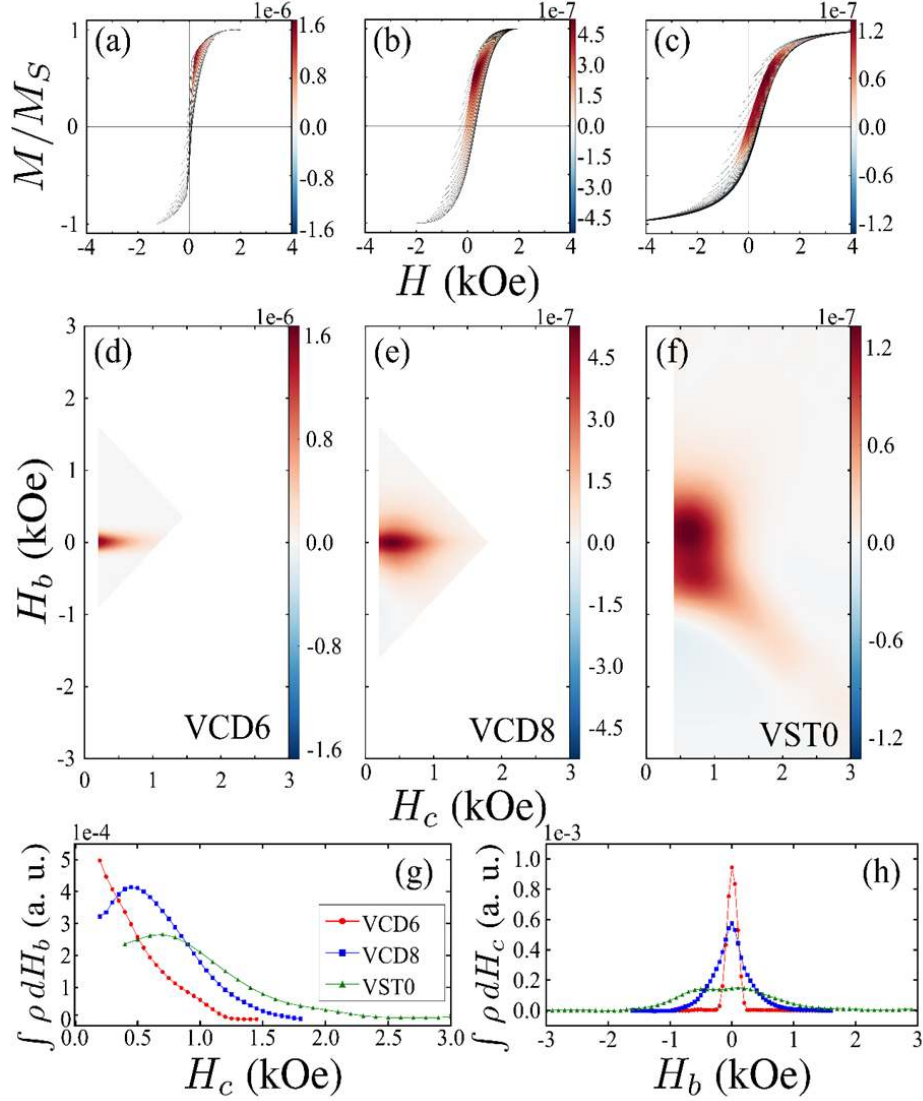 1e-6
1e-7
1e-7
(a)
(b)
(c)
M/M_S
1
0
-1
1.6
0.8
0.0
-0.8
-1.6
4.5
3.0
1.5
0.0
-1.5
-3.0
-4.5
1.2
0.6
0.0
-0.6
-1.2
-4 -2 0 2 4
-4 -2 0 2 4
-4 -2 0 2 4
H (kOe)
1e-6
1e-7
1e-7
(d)
(e)
(f)
H_b (kOe)
3
2
1
0
-1
-2
-3
1.6
0.8
0.0
-0.8
-1.6
4.5
3.0
1.5
0.0
-1.5
-3.0
-4.5
1.2
0.6
0.0
-0.6
-1.2
VCD6
VCD8
VST0
0 1 2 3
0 1 2 3
0 1 2 3
H_c (kOe)
1e-4
(g)
∫ ρ dH_b (a. u.)
5
4
3
2
1
0
VCD6
VCD8
VST0
0.0 0.5 1.0 1.5 2.0 2.5 3.0
H_c (kOe)
1e-3
(h)
∫ ρ dH_c (a. u.)
1.0
0.8
0.6
0.4
0.2
0.0
-3 -2 -1 0 1 2 3
H_b (kOe)